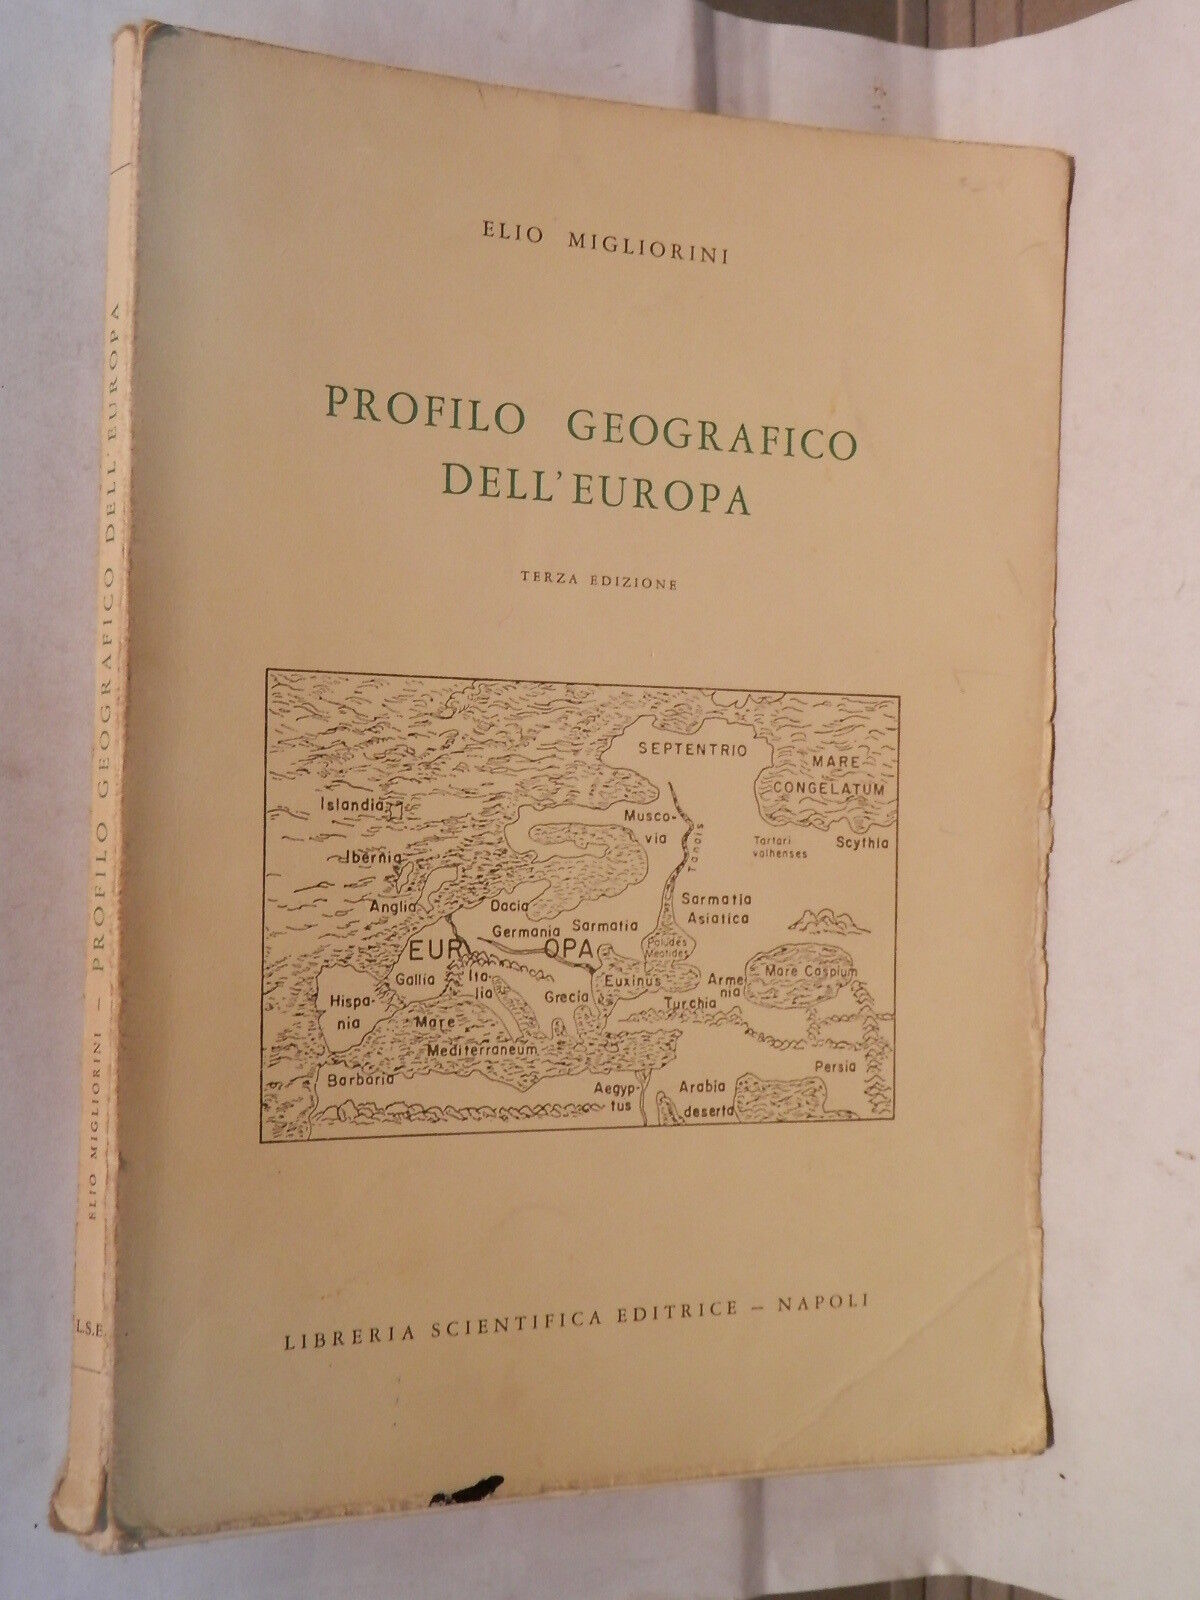 ELIO MIGLIORINI
PROFILO GEOGRAFICO
DELL'EUROPA
TERZA EDIZIONE
SEPTENTRIO
MARE
CONGELATUM
Islandia
Musco-
via
Tanais
Tartari
valhenses
Scythia
Ibernia
Anglia
Dacia
Sarmatia
Asiatica
Germania
Sarmatia
EUR OPA
Paludes
Meotides
Gallia
Ita-
lia
Grecia
Euxinus
Arme-
nia
Mare Caspium
Turchia
Hispa-
nia
Mare
Mediterraneum
Barbaria
Aegyp-
tus
Arabia
deserta
Persia
LIBRERIA SCIENTIFICA EDITRICE – NAPOLI
ELIO MIGLIORINI – PROFILO GEOGRAFICO DELL'EUROPA
L.S.E.